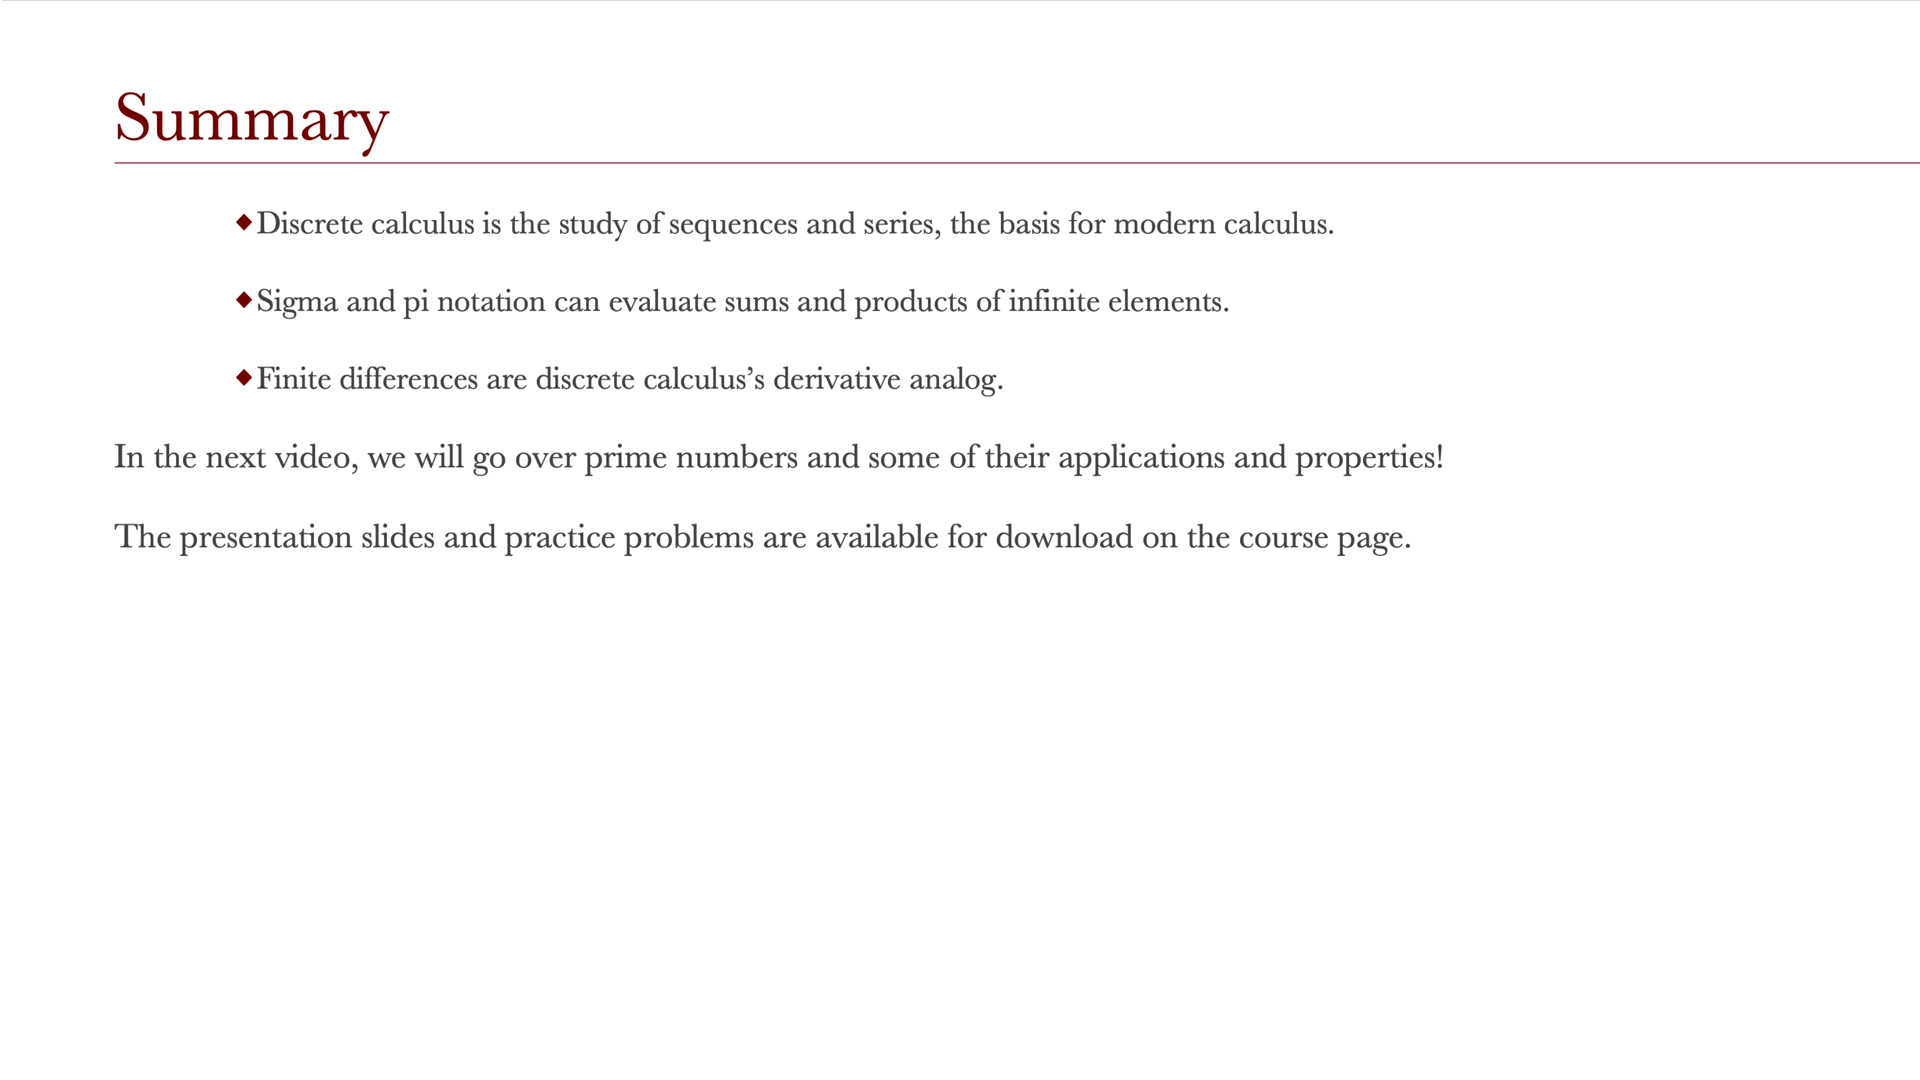 Summary
◆Discrete calculus is the study of sequences and series, the basis for modern calculus.
◆Sigma and pi notation can evaluate sums and products of infinite elements.
◆Finite differences are discrete calculus’s derivative analog.
In the next video, we will go over prime numbers and some of their applications and properties!
The presentation slides and practice problems are available for download on the course page.